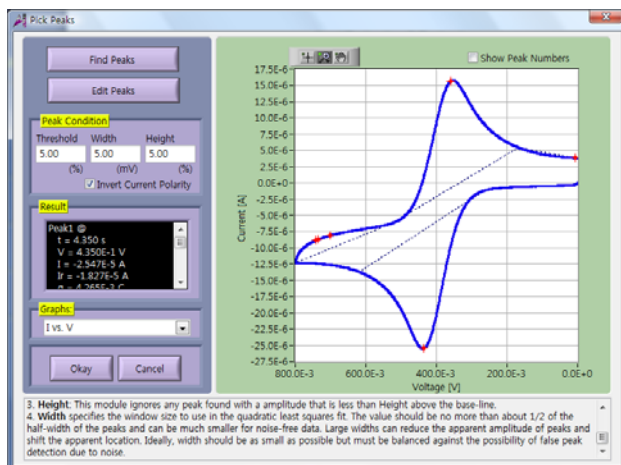 Pick Peaks
Find Peaks
Edit Peaks
Peak Condition
Threshold Width Height
5.00 5.00 5.00
(%) (mV) (%)
Invert Current Polarity
Result
Peak1 @
t = 4.350 s
V = 4.350E-1 V
I = -2.547E-5 A
Ir = -1.827E-5 A
Graphs:
I vs. V
Okay Cancel
Show Peak Numbers
17.5E-6
15.0E-6
12.5E-6
10.0E-6
7.5E-6
5.0E-6
2.5E-6
0.0E+0
-2.5E-6
-5.0E-6
-7.5E-6
-10.0E-6
-12.5E-6
-15.0E-6
-17.5E-6
-20.0E-6
-22.5E-6
-25.0E-6
-27.5E-6
Current [A]
800.0E-3 600.0E-3 400.0E-3 200.0E-3 0.0E+0
Voltage [V]
3. Height: This module ignores any peak found with a amplitude that is less than Height above the base-line.
4. Width specifies the window size to use in the quadratic least squares fit. The value should be no more than about 1/2 of the
half-width of the peaks and can be much smaller for noise-free data. Large widths can reduce the apparent amplitude of peaks and
shift the apparent location. Ideally, width should be as small as possible but must be balanced against the possibility of false peak
detection due to noise.